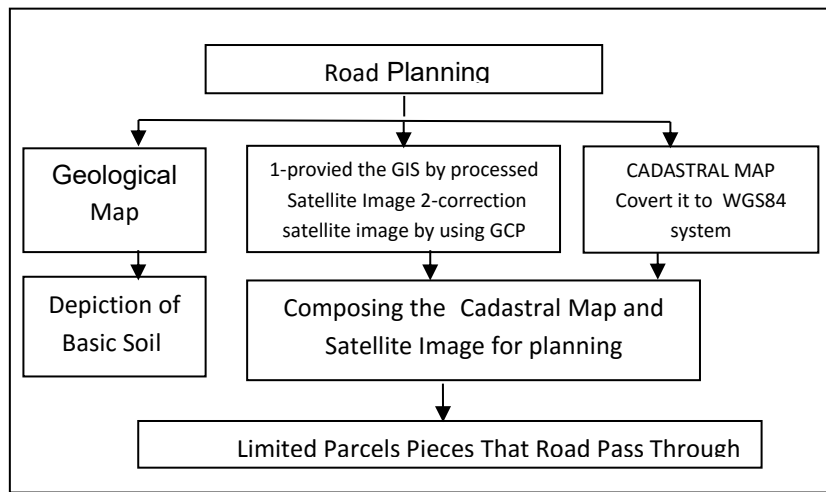 Road Planning
Geological
Map
1-provied the GIS by processed
Satellite Image 2-correction
satellite image by using GCP
CADASTRAL MAP
Covert it to WGS84
system
Depiction of
Basic Soil
Composing the Cadastral Map and
Satellite Image for planning
Limited Parcels Pieces That Road Pass Through